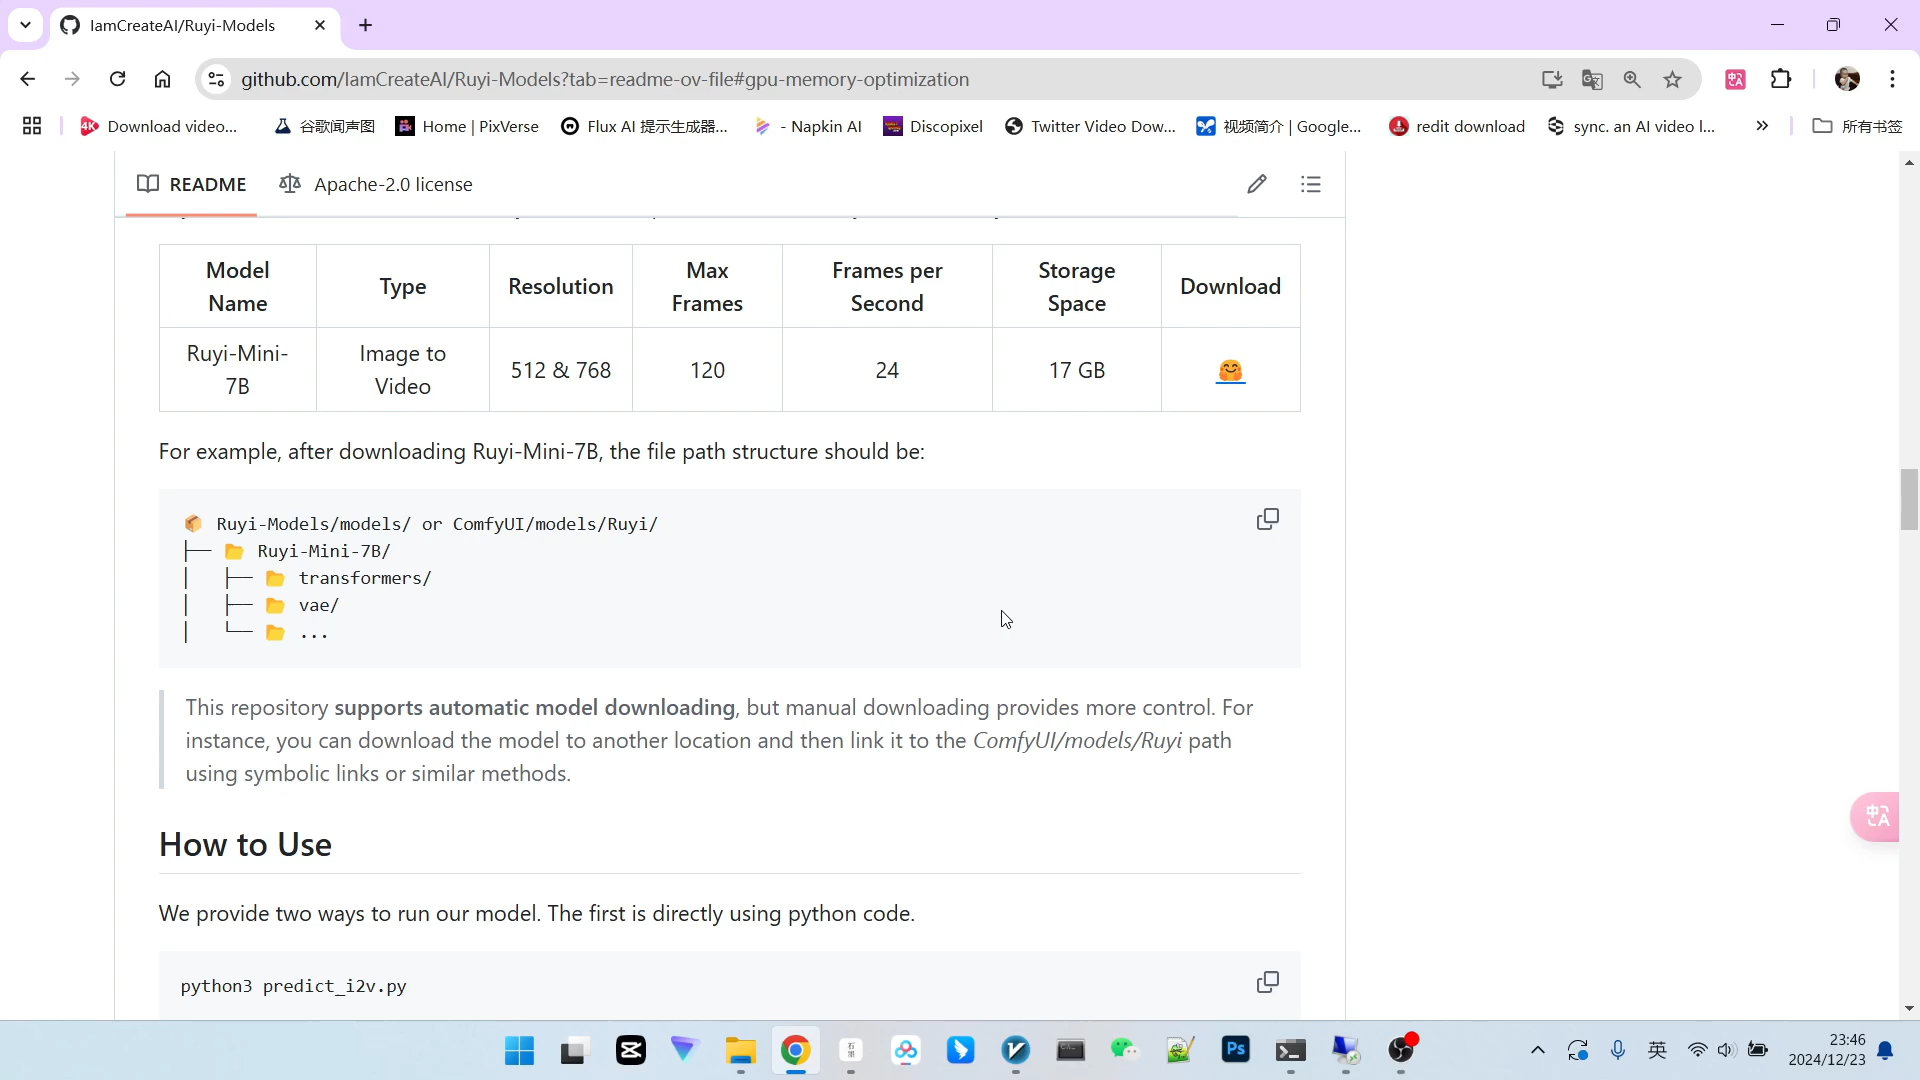 IamCreateAI/Ruyi-Models
github.com/IamCreateAI/Ruyi-Models?tab=readme-ov-file#gpu-memory-optimization
Download video... 谷歌闻声图 Home | PixVerse Flux AI 提示生成器... - Napkin AI Discopixel Twitter Video Dow... 视频简介 | Google... redit download sync. an AI video l... » 所有书签
README Apache-2.0 license
Model Name Type Resolution Max Frames Frames per Second Storage Space Download
Ruyi-Mini-7B Image to Video 512 & 768 120 24 17 GB
For example, after downloading Ruyi-Mini-7B, the file path structure should be:
Ruyi-Models/models/ or ComfyUI/models/Ruyi/
├── Ruyi-Mini-7B/
│ ├── transformers/
│ ├── vae/
│ └── ...
This repository supports automatic model downloading, but manual downloading provides more control. For
instance, you can download the model to another location and then link it to the ComfyUI/models/Ruyi path
using symbolic links or similar methods.
How to Use
We provide two ways to run our model. The first is directly using python code.
python3 predict_i2v.py
中A
Ps
英
23:46
2024/12/23